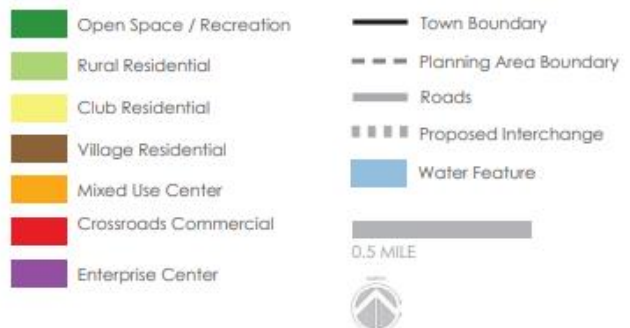 Open Space / Recreation
Rural Residential
Club Residential
Village Residential
Mixed Use Center
Crossroads Commercial
Enterprise Center
Town Boundary
Planning Area Boundary
Roads
Proposed Interchange
Water Feature
0.5 MILE